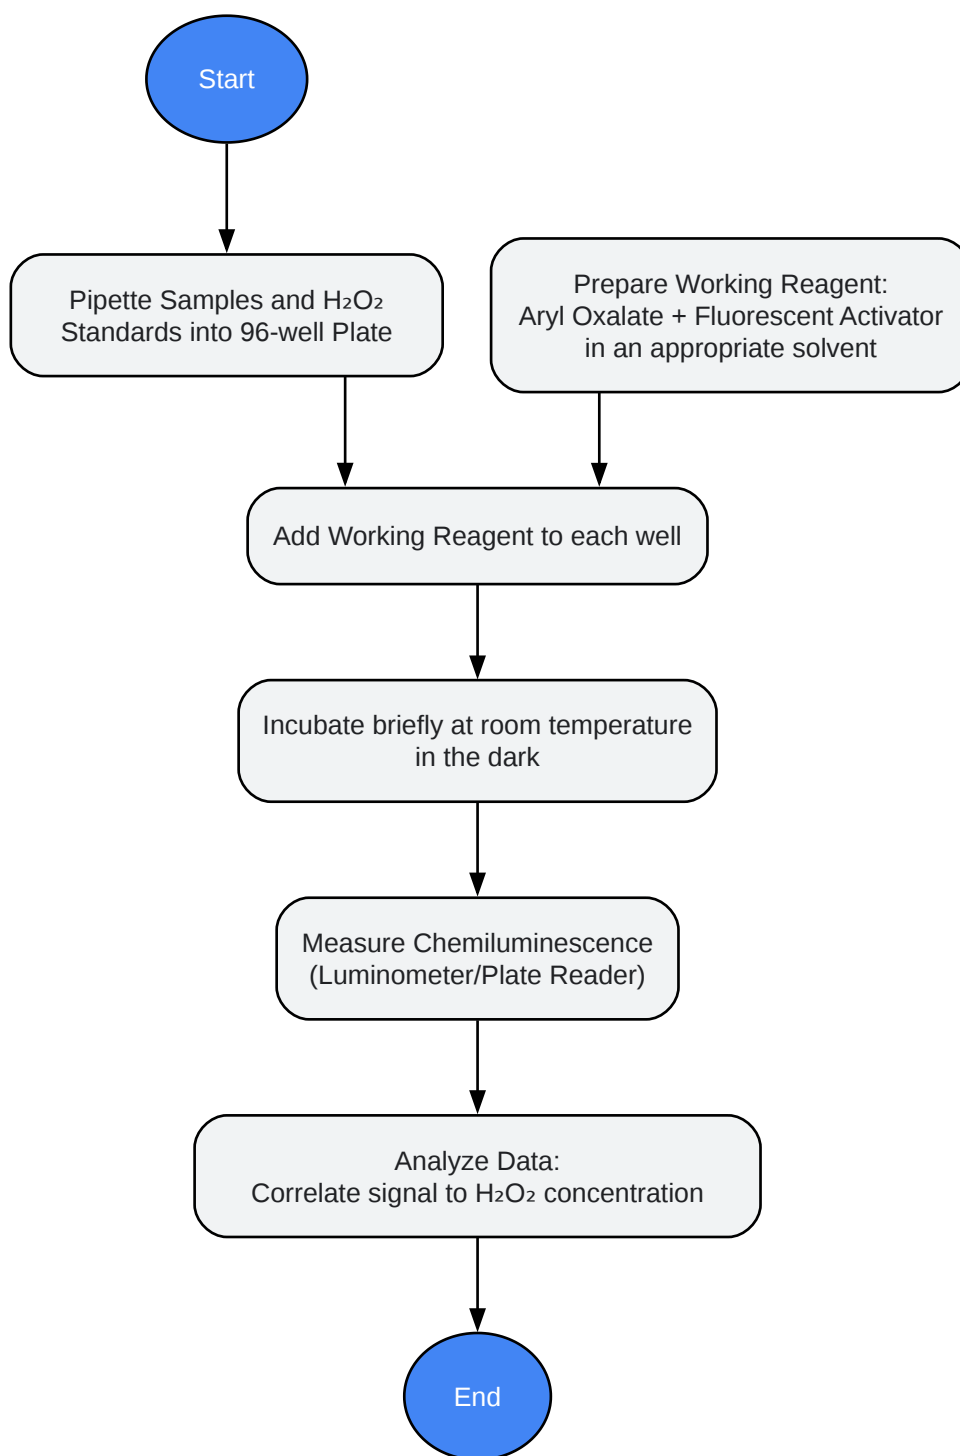 Start
Pipette Samples and H₂O₂
Standards into 96-well Plate
Prepare Working Reagent:
Aryl Oxalate + Fluorescent Activator
in an appropriate solvent
Add Working Reagent to each well
Incubate briefly at room temperature
in the dark
Measure Chemiluminescence
(Luminometer/Plate Reader)
Analyze Data:
Correlate signal to H₂O₂ concentration
End